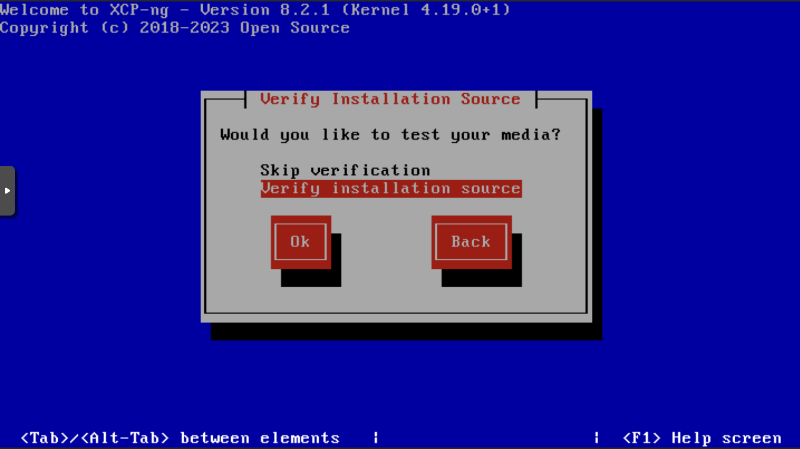 Welcome to XCP-ng - Version 8.2.1 (Kernel 4.19.0+1)
Copyright (c) 2018-2023 Open Source
Verify Installation Source
Would you like to test your media?
Skip verification
Verify installation source
Ok Back
<Tab>/<Alt-Tab> between elements | | <F1> Help screen